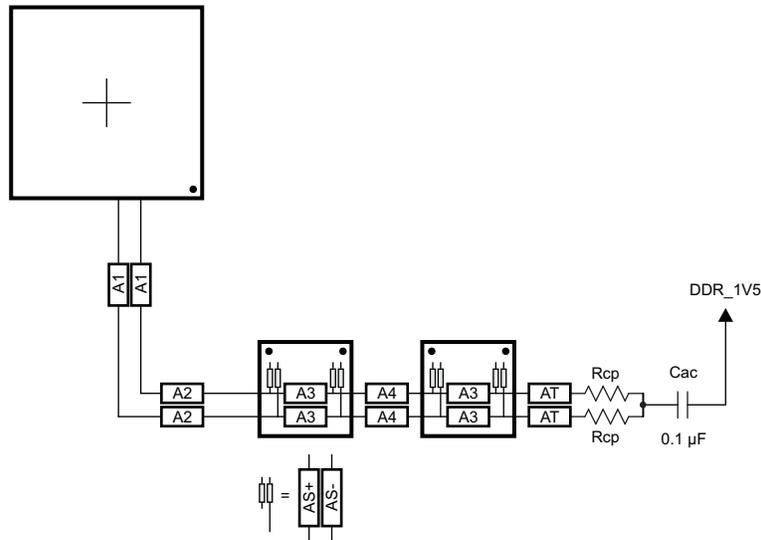 A1 A1
DDR_1V5
Rcp Cac
A2 A3 A4 A3 AT
A2 A3 A4 A3 AT
Rcp 0.1 µF
= AS+ AS-